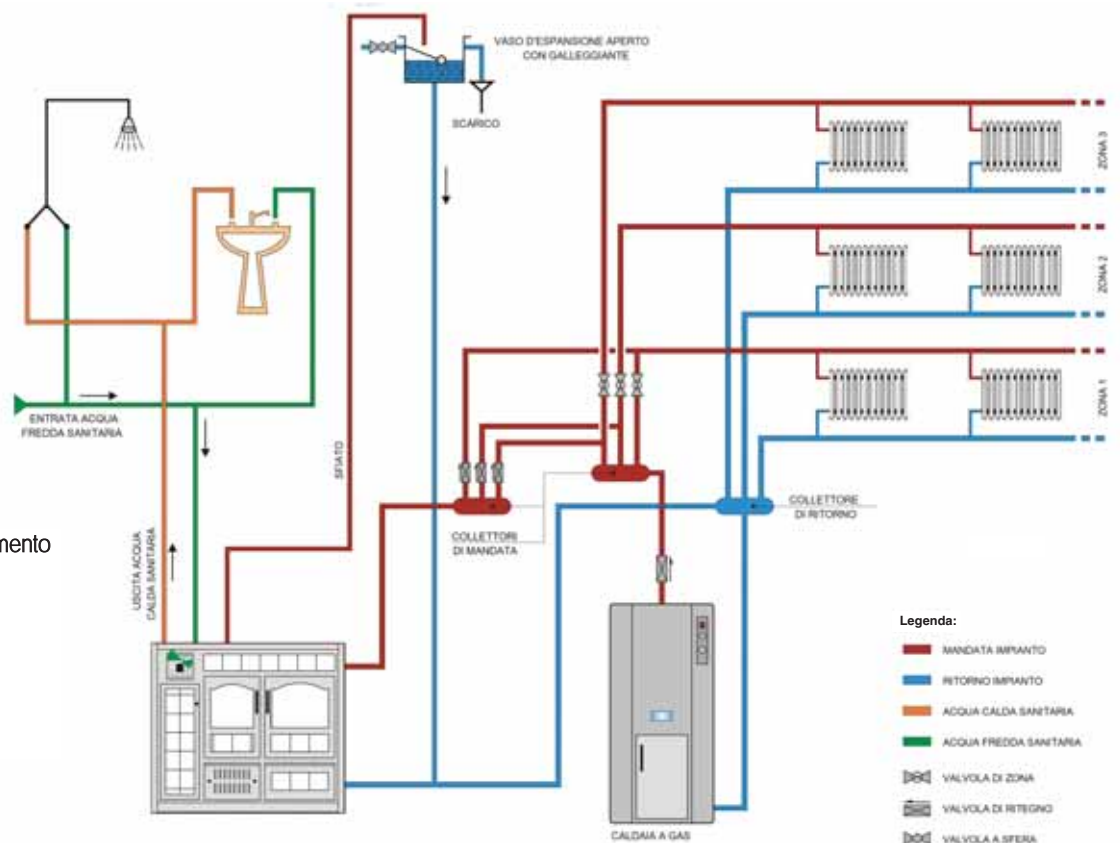 VASO D'ESPANSIONE APERTO
CON GALLEGGIANTE
SCARICO
ZONA 3
ZONA 2
ZONA 1
ENTRATA ACQUA
FREDDA SANITARIA
SFIATO
COLLETTORI
DI MANDATA
COLLETTORE
DI RITORNO
mento
USCITA ACQUA
CALDA SANITARIA
CALDAIA A GAS
Legenda:
MANDATA IMPIANTO
RITORNO IMPIANTO
ACQUA CALDA SANITARIA
ACQUA FREDDA SANITARIA
VALVOLA DI ZONA
VALVOLA DI RITEGNO
VALVOLA A SFERA